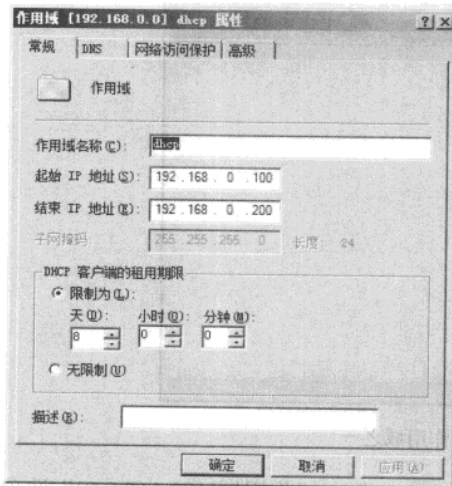 作用域 [192.168.0.0] dhcp 属性 ? ×
常规 DNS 网络访问保护 高级
作用域
作用域名称(C): dhcp
起始 IP 地址(S): 192 . 168 . 0 . 100
结束 IP 地址(E): 192 . 168 . 0 . 200
子网掩码: 255 . 255 . 255 . 0 长度: 24
DHCP 客户端的租用期限
限制为(L):
天(D): 小时(O): 分钟(M):
8 0 0
无限制(U)
描述(R):
确定 取消 应用(A)